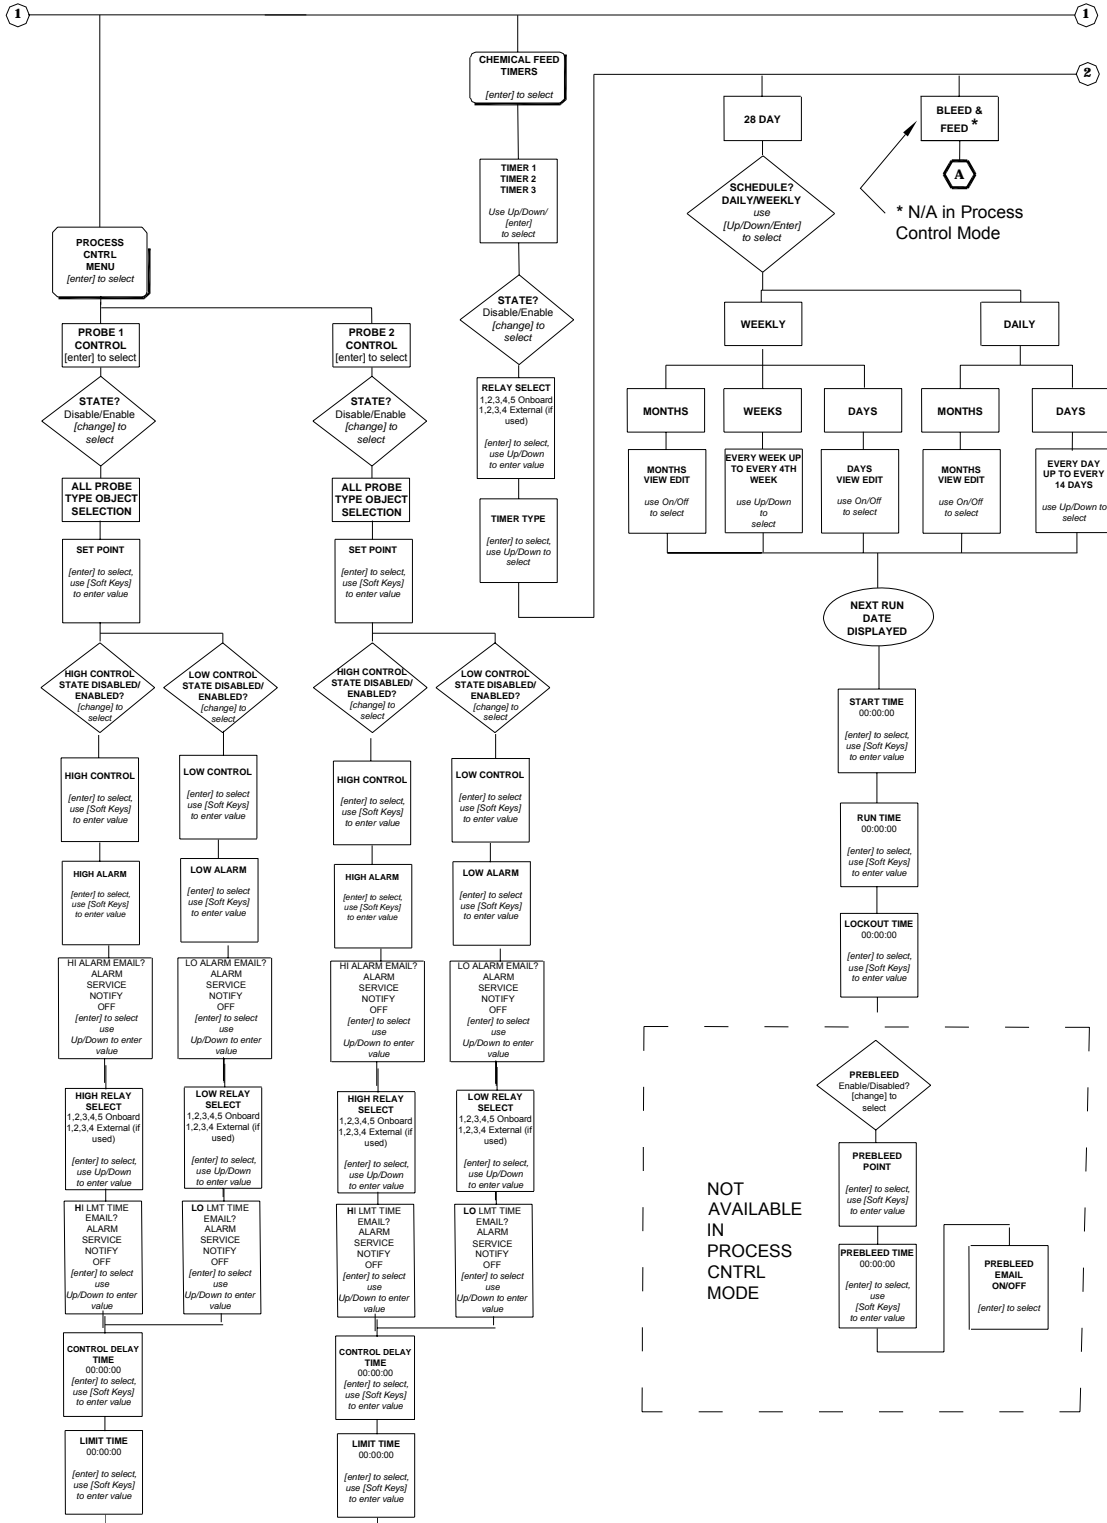 1
1
CHEMICAL FEED
TIMERS
[enter] to select
2
28 DAY
BLEED &
FEED *
A
* N/A in Process
Control Mode
TIMER 1
TIMER 2
TIMER 3
Use Up/Down/
[enter]
to select
SCHEDULE?
DAILY/WEEKLY
use
[Up/Down/Enter]
to select
PROCESS
CNTRL
MENU
[enter] to select
STATE?
Disable/Enable
[change] to
select
WEEKLY
DAILY
PROBE 1
CONTROL
[enter] to select
PROBE 2
CONTROL
[enter] to select
STATE?
Disable/Enable
[change] to
select
STATE?
Disable/Enable
[change] to
select
RELAY SELECT
1,2,3,4,5 Onboard
1,2,3,4 External (if
used)
[enter] to select,
use Up/Down
to enter value
MONTHS
WEEKS
DAYS
MONTHS
DAYS
MONTHS
VIEW EDIT
use On/Off
to select
EVERY WEEK UP
TO EVERY 4TH
WEEK
use Up/Down
to
select
DAYS
VIEW EDIT
use On/Off
to select
MONTHS
VIEW EDIT
use On/Off
to select
EVERY DAY
UP TO EVERY
14 DAYS
use Up/Down to
select
ALL PROBE
TYPE OBJECT
SELECTION
ALL PROBE
TYPE OBJECT
SELECTION
TIMER TYPE
[enter] to select,
use Up/Down to
select
SET POINT
[enter] to select,
use [Soft Keys]
to enter value
SET POINT
[enter] to select,
use [Soft Keys]
to enter value
NEXT RUN
DATE
DISPLAYED
HIGH CONTROL
STATE DISABLED/
ENABLED?
[change] to
select
LOW CONTROL
STATE DISABLED/
ENABLED?
[change] to
select
HIGH CONTROL
STATE DISABLED/
ENABLED?
[change] to
select
LOW CONTROL
STATE DISABLED/
ENABLED?
[change] to
select
START TIME
00:00:00
[enter] to select,
use [Soft Keys]
to enter value
HIGH CONTROL
[enter] to select,
use [Soft Keys]
to enter value
LOW CONTROL
[enter] to select
use [Soft Keys]
to enter value
HIGH CONTROL
[enter] to select,
use [Soft Keys]
to enter value
LOW CONTROL
[enter] to select
use [Soft Keys]
to enter value
RUN TIME
00:00:00
[enter] to select,
use [Soft Keys]
to enter value
HIGH ALARM
[enter] to select,
use [Soft Keys]
to enter value
LOW ALARM
[enter] to select
use [Soft Keys]
to enter value
HIGH ALARM
[enter] to select,
use [Soft Keys]
to enter value
LOW ALARM
[enter] to select
use [Soft Keys]
to enter value
LOCKOUT TIME
00:00:00
[enter] to select,
use [Soft Keys]
to enter value
HI ALARM EMAIL?
ALARM
SERVICE
NOTIFY
OFF
[enter] to select
use
Up/Down to enter
value
LO ALARM EMAIL?
ALARM
SERVICE
NOTIFY
OFF
[enter] to select
use
Up/Down to enter
value
HI ALARM EMAIL?
ALARM
SERVICE
NOTIFY
OFF
[enter] to select
use
Up/Down to enter
value
LO ALARM EMAIL?
ALARM
SERVICE
NOTIFY
OFF
[enter] to select
use
Up/Down to enter
value
PREBLEED
Enable/Disabled?
[change] to
select
HIGH RELAY
SELECT
1,2,3,4,5 Onboard
1,2,3,4 External (if
used)
[enter] to select,
use Up/Down
to enter value
LOW RELAY
SELECT
1,2,3,4,5 Onboard
1,2,3,4 External (if
used)
[enter] to select,
use Up/Down
to enter value
HIGH RELAY
SELECT
1,2,3,4,5 Onboard
1,2,3,4 External (if
used)
[enter] to select,
use Up/Down
to enter value
LOW RELAY
SELECT
1,2,3,4,5 Onboard
1,2,3,4 External (if
used)
[enter] to select,
use Up/Down
to enter value
PREBLEED
POINT
[enter] to select,
use [Soft Keys]
to enter value
NOT
AVAILABLE
IN
PROCESS
CNTRL
MODE
HI LMT TIME
EMAIL?
ALARM
SERVICE
NOTIFY
OFF
[enter] to select
use
Up/Down to enter
value
LO LMT TIME
EMAIL?
ALARM
SERVICE
NOTIFY
OFF
[enter] to select
use
Up/Down to enter
value
HI LMT TIME
EMAIL?
ALARM
SERVICE
NOTIFY
OFF
[enter] to select
use
Up/Down to enter
value
LO LMT TIME
EMAIL?
ALARM
SERVICE
NOTIFY
OFF
[enter] to select
use
Up/Down to enter
value
PREBLEED TIME
00:00:00
[enter] to select,
use
[Soft Keys]
to enter value
PREBLEED
EMAIL
ON/OFF
[enter] to select
CONTROL DELAY
TIME
00:00:00
[enter] to select,
use [Soft Keys]
to enter value
CONTROL DELAY
TIME
00:00:00
[enter] to select,
use [Soft Keys]
to enter value
LIMIT TIME
00:00:00
[enter] to select,
use [Soft Keys]
to enter value
LIMIT TIME
00:00:00
[enter] to select,
use [Soft Keys]
to enter value